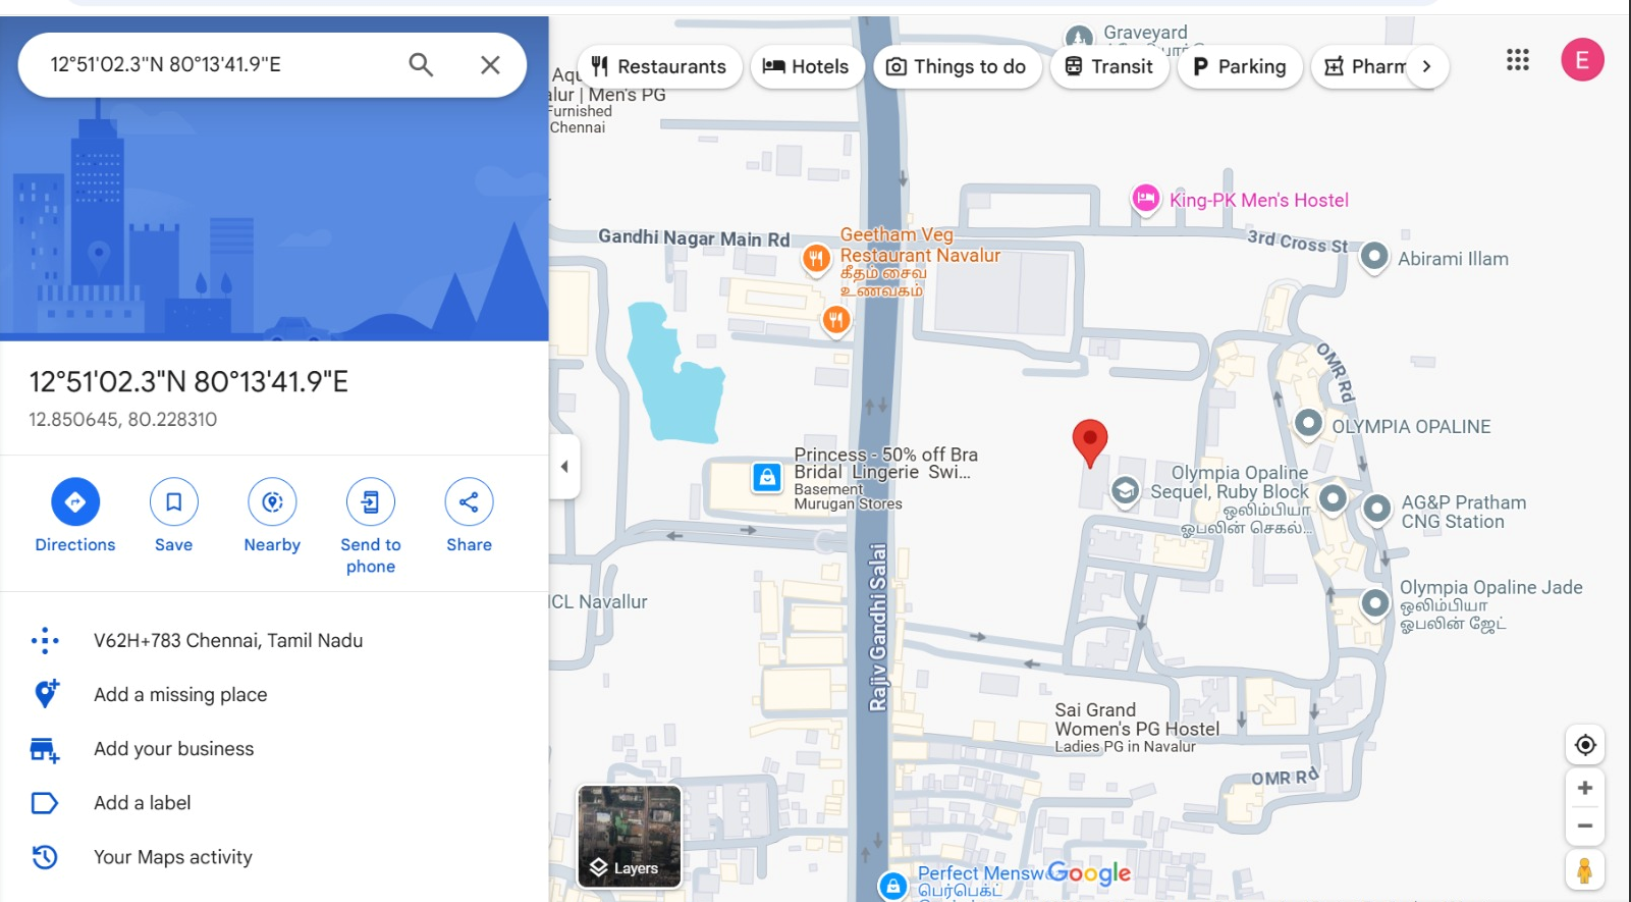 12°51'02.3"N 80°13'41.9"E
Restaurants
Hotels
Things to do
Transit
P Parking
Pharm
E
12°51'02.3"N 80°13'41.9"E
12.850645, 80.228310
Directions
Save
Nearby
Send to
phone
Share
V62H+783 Chennai, Tamil Nadu
Add a missing place
Add your business
Add a label
Your Maps activity
Graveyard
alur | Men's PG
Furnished
Chennai
King-PK Men's Hostel
Gandhi Nagar Main Rd
Geetham Veg
Restaurant Navalur
கீதம் சைவ
உணவகம்
3rd Cross St
Abirami Illam
OMR Rd
OLYMPIA OPALINE
Princess - 50% off Bra
Bridal Lingerie Swi...
Basement
Murugan Stores
Olympia Opaline
Sequel, Ruby Block
ஒலிம்பியா
ஓபலின் செகல்...
AG&P Pratham
CNG Station
Rajiv Gandhi Salai
ICL Navallur
Olympia Opaline Jade
ஒலிம்பியா
ஓபலின் ஜேட்
Sai Grand
Women's PG Hostel
Ladies PG in Navalur
OMR Rd
Layers
Perfect Mensw
பெர்பெக்ட்
Google